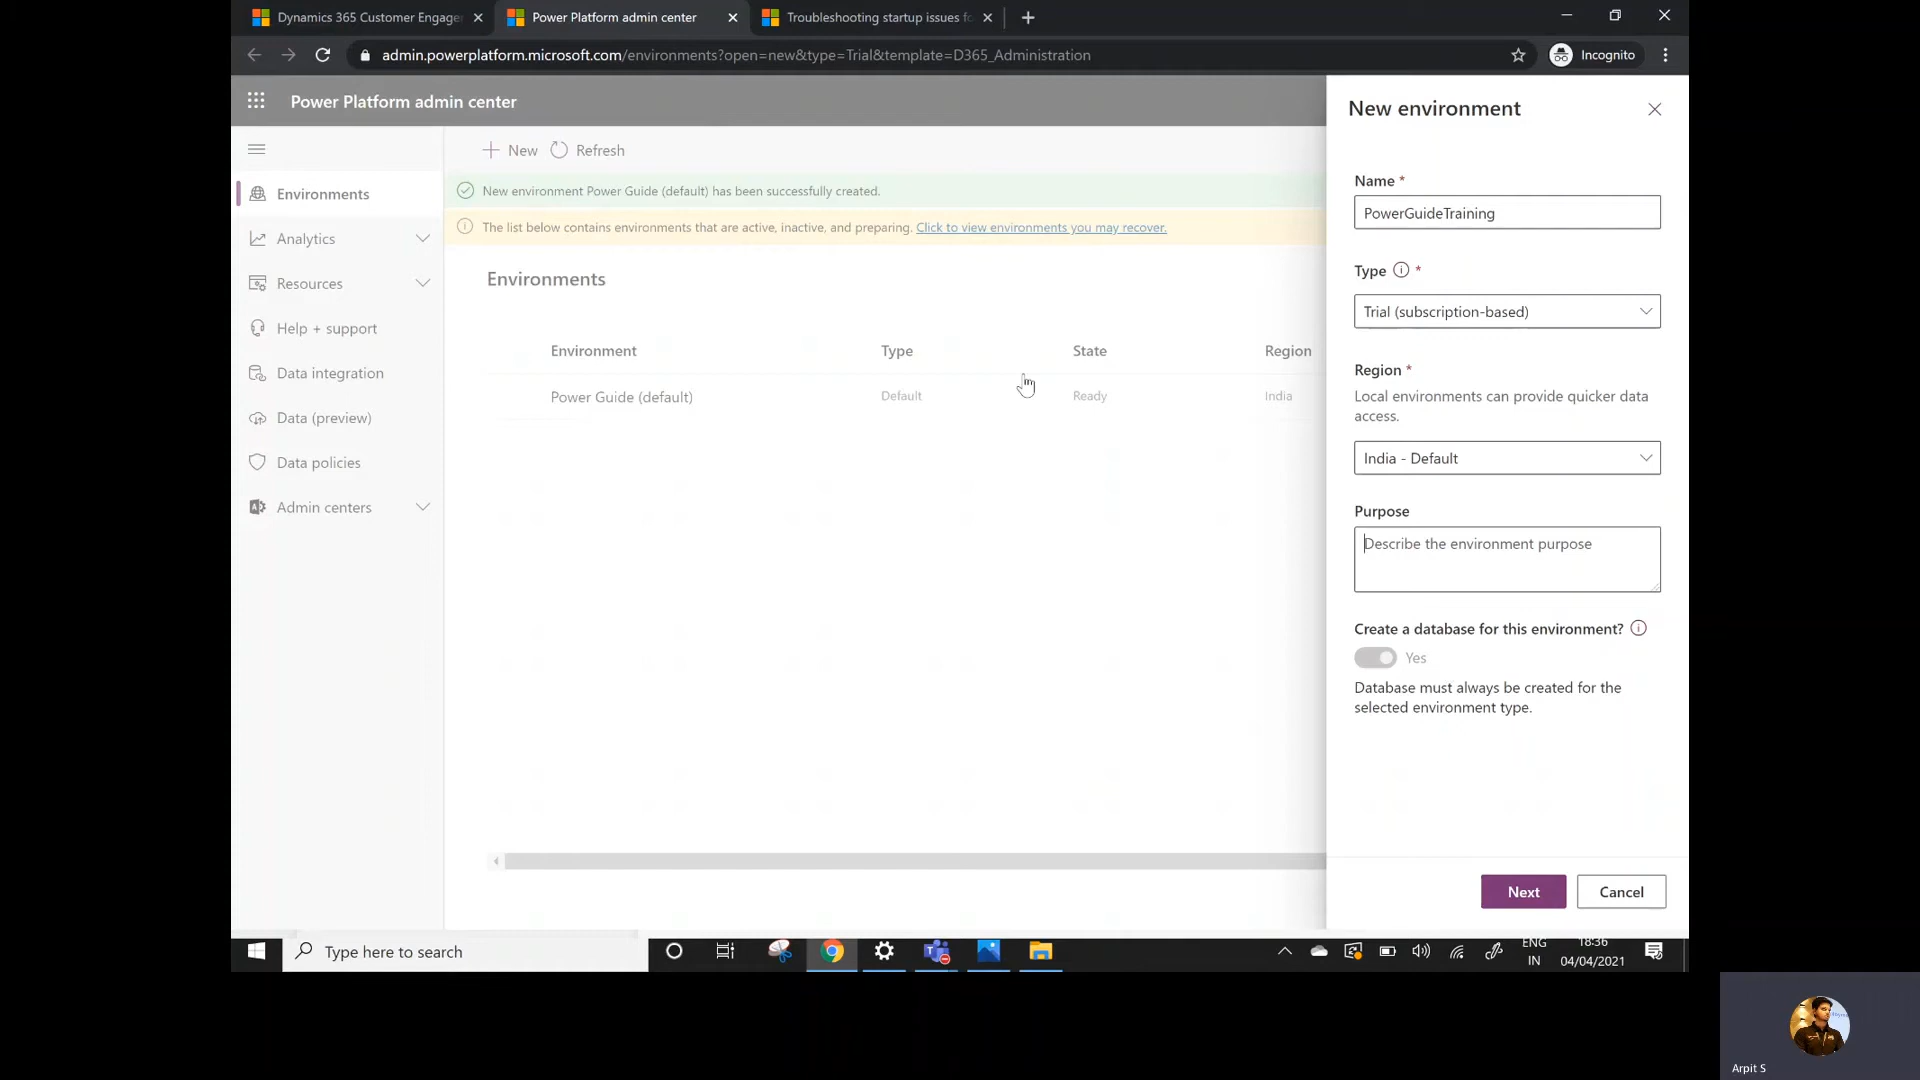 Dynamics 365 Customer Engage
Power Platform admin center
Troubleshooting startup issues fo
admin.powerplatform.microsoft.com/environments?open=new&type=Trial&template=D365_Administration
Incognito
Power Platform admin center
New
Refresh
Environments
Analytics
Resources
Help + support
Data integration
Data (preview)
Data policies
Admin centers
New environment Power Guide (default) has been successfully created.
The list below contains environments that are active, inactive, and preparing. Click to view environments you may recover.
Environments
Environment Type State Region
Power Guide (default) Default Ready India
New environment
Name *
PowerGuideTraining
Type *
Trial (subscription-based)
Region *
Local environments can provide quicker data
access.
India - Default
Purpose
Describe the environment purpose
Create a database for this environment?
Yes
Database must always be created for the
selected environment type.
Next
Cancel
Type here to search
ENG
IN
18:36
04/04/2021
Arpit S